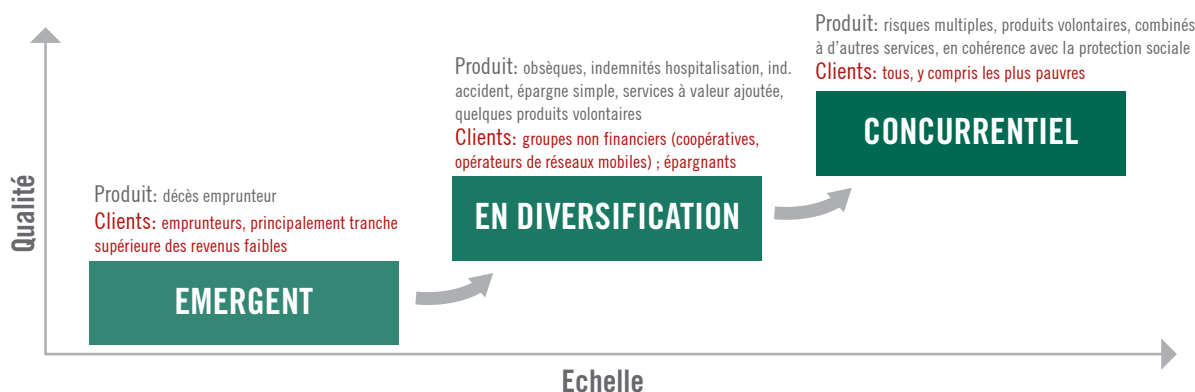 Qualité
Produit: décès emprunteur
Clients: emprunteurs, principalement tranche
supérieure des revenus faibles
EMERGENT
Produit: obsèques, indemnités hospitalisation, ind.
accident, épargne simple, services à valeur ajoutée,
quelques produits volontaires
Clients: groupes non financiers (coopératives,
opérateurs de réseaux mobiles) ; épargnants
EN DIVERSIFICATION
Produit: risques multiples, produits volontaires, combinés
à d'autres services, en cohérence avec la protection sociale
Clients: tous, y compris les plus pauvres
CONCURRENTIEL
Echelle